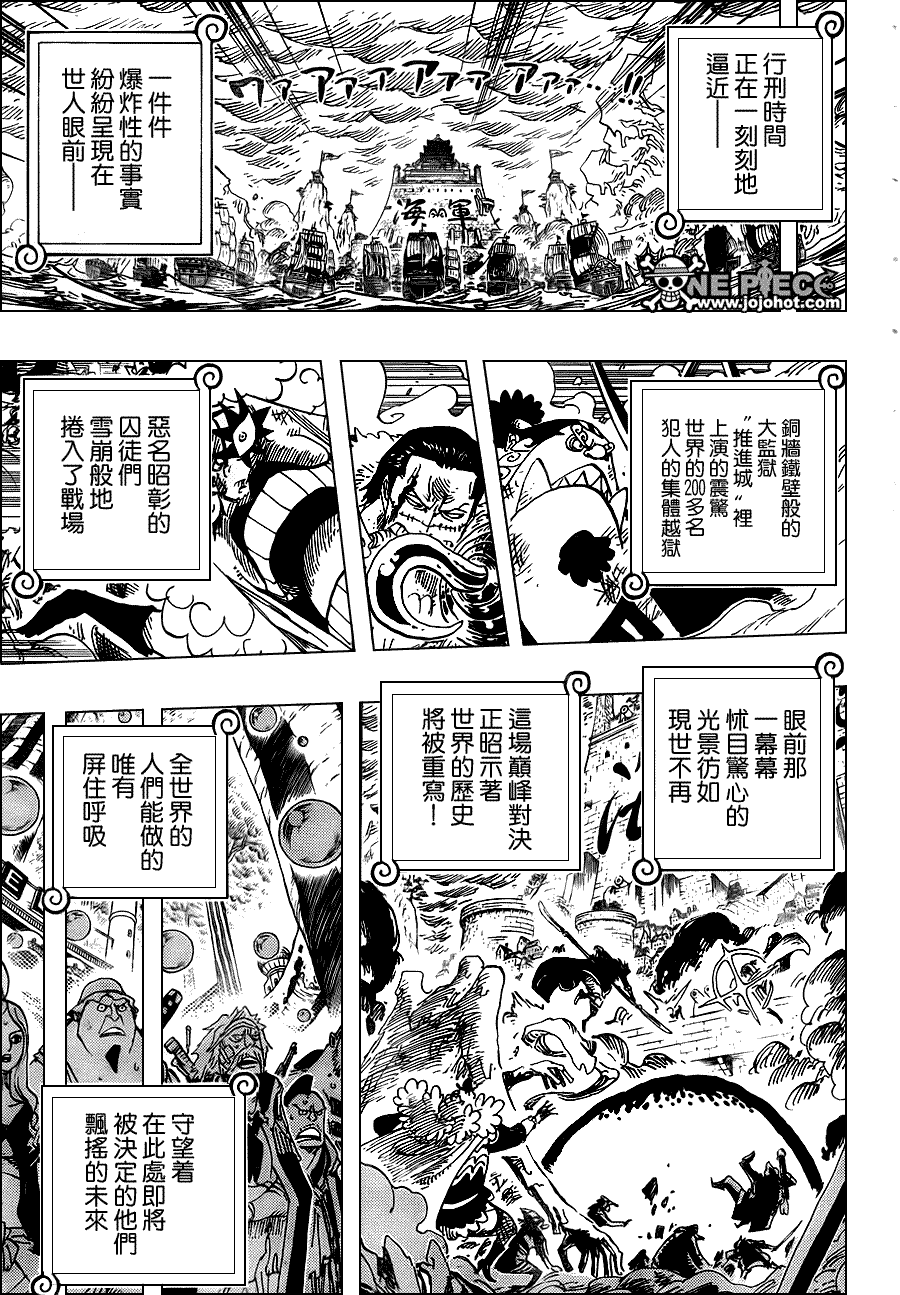 行刑時間
正在一刻刻地
逼近——
一件件
爆炸性的事實
紛紛呈現在
世人眼前——
ワァアァァアアァァアァァ…!!
海軍
ONE PIECE
www.jojohot.com
銅牆鐵壁般的
大監獄
"推進城"裡
上演的震驚
世界的200多名
犯人的集體越獄
惡名昭彰的
囚徒們
雪崩般地
捲入了戰場
眼前那
一幕幕
怵目驚心的
光景彷如
現世不再
這場巔峰對決
正昭示著
世界的歷史
將被重寫！
全世界的
人們能做的
唯有
屏住呼吸
守望着
在此處即將
被決定的他們
飄搖的未來